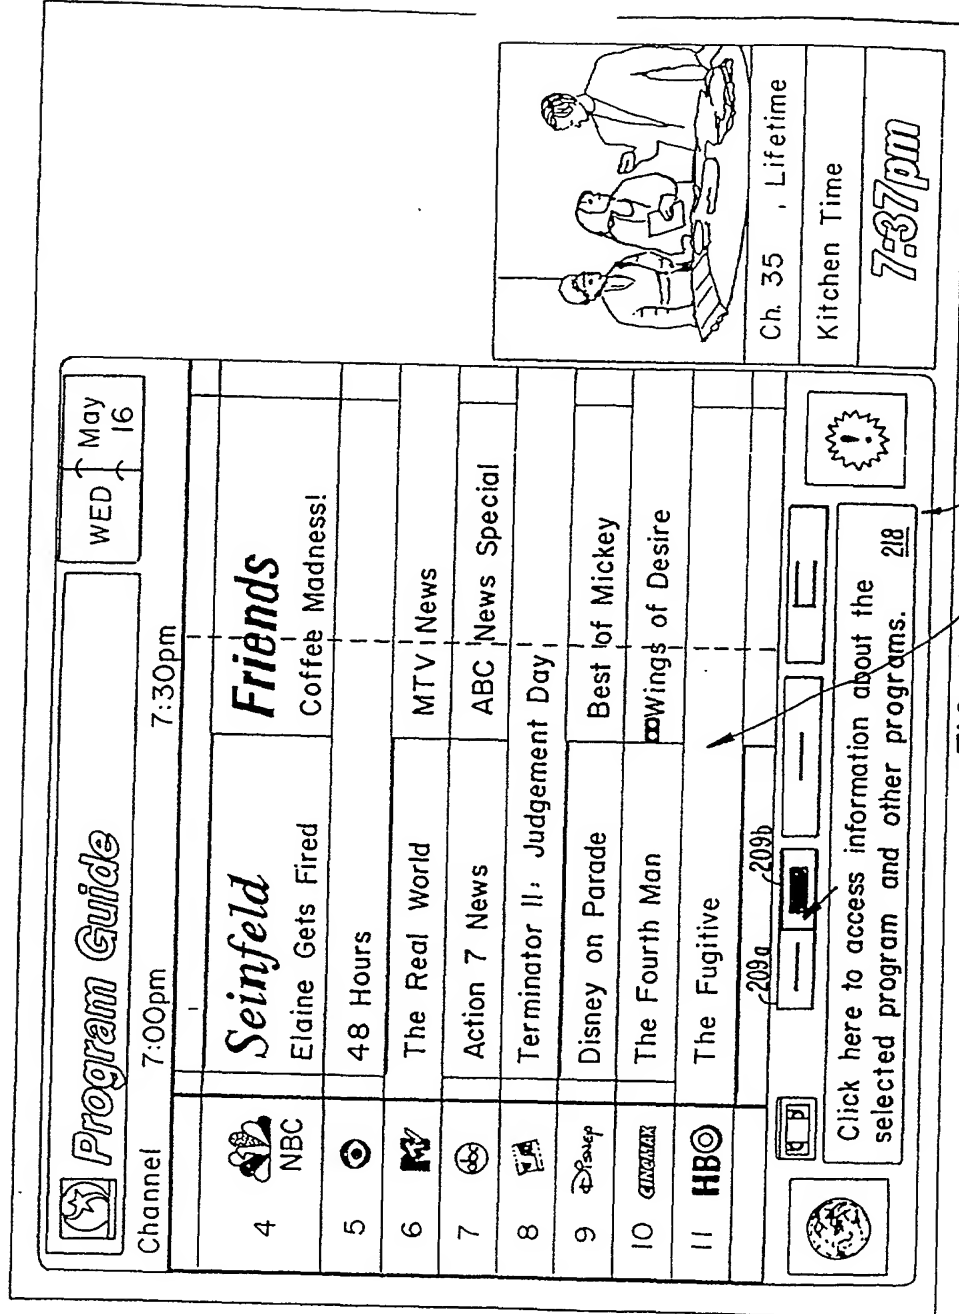 Program Guide
WED May 16
Channel 7:00pm 7:30pm
4 NBC
Seinfeld
Elaine Gets Fired
Friends
Coffee Madness!
5 48 Hours
6 The Real World MTV News
7 abc Action 7 News ABC News Special
8 Terminator II: Judgement Day
9 Disney Disney on Parade Best of Mickey
10 CINEMAX The Fourth Man Wings of Desire
11 HBO The Fugitive
209a 209b
Click here to access information about the
selected program and other programs. 218
Ch. 35 , Lifetime
Kitchen Time
7:37pm